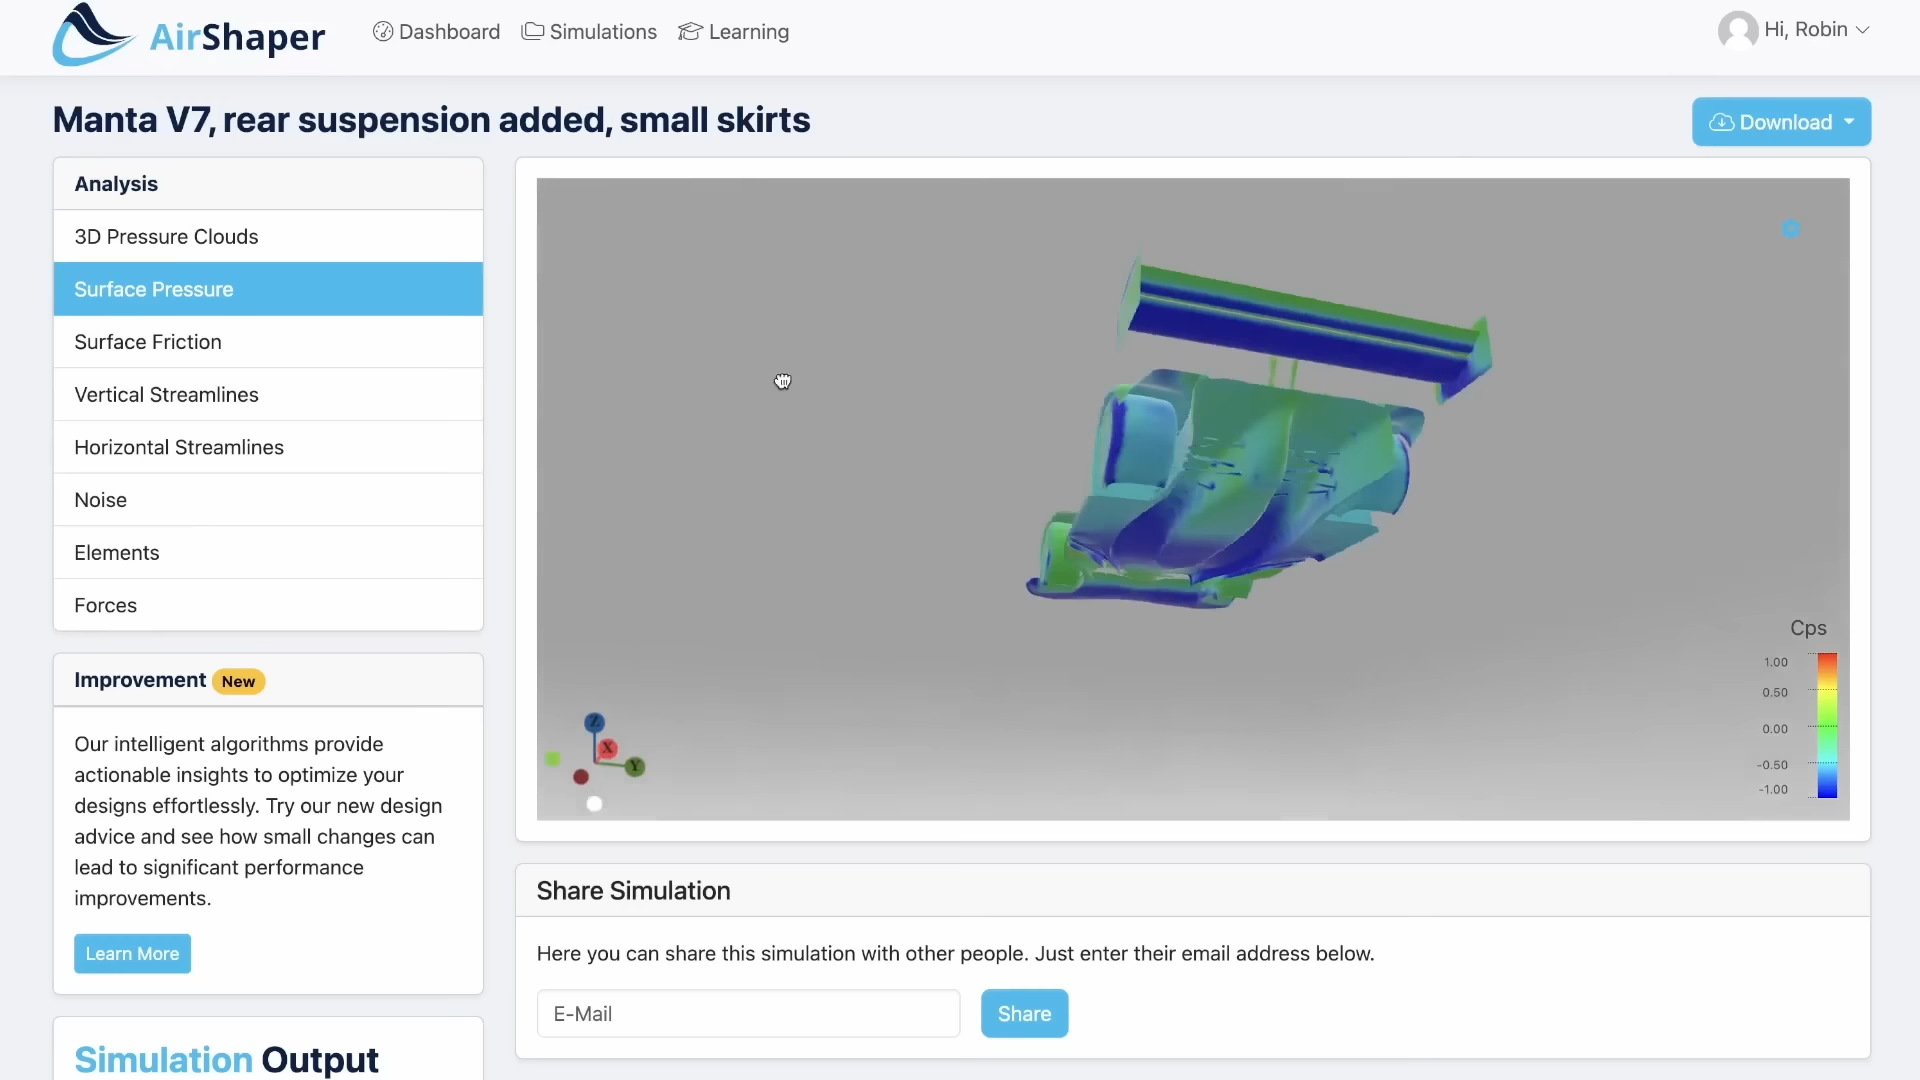 AirShaper
Dashboard
Simulations
Learning
Hi, Robin
Manta V7, rear suspension added, small skirts
Download
Analysis
3D Pressure Clouds
Surface Pressure
Surface Friction
Vertical Streamlines
Horizontal Streamlines
Noise
Elements
Forces
Z
X
Y
Cps
1.00
0.50
0.00
-0.50
-1.00
Improvement New
Our intelligent algorithms provide
actionable insights to optimize your
designs effortlessly. Try our new design
advice and see how small changes can
lead to significant performance
improvements.
Learn More
Share Simulation
Here you can share this simulation with other people. Just enter their email address below.
E-Mail
Share
Simulation Output